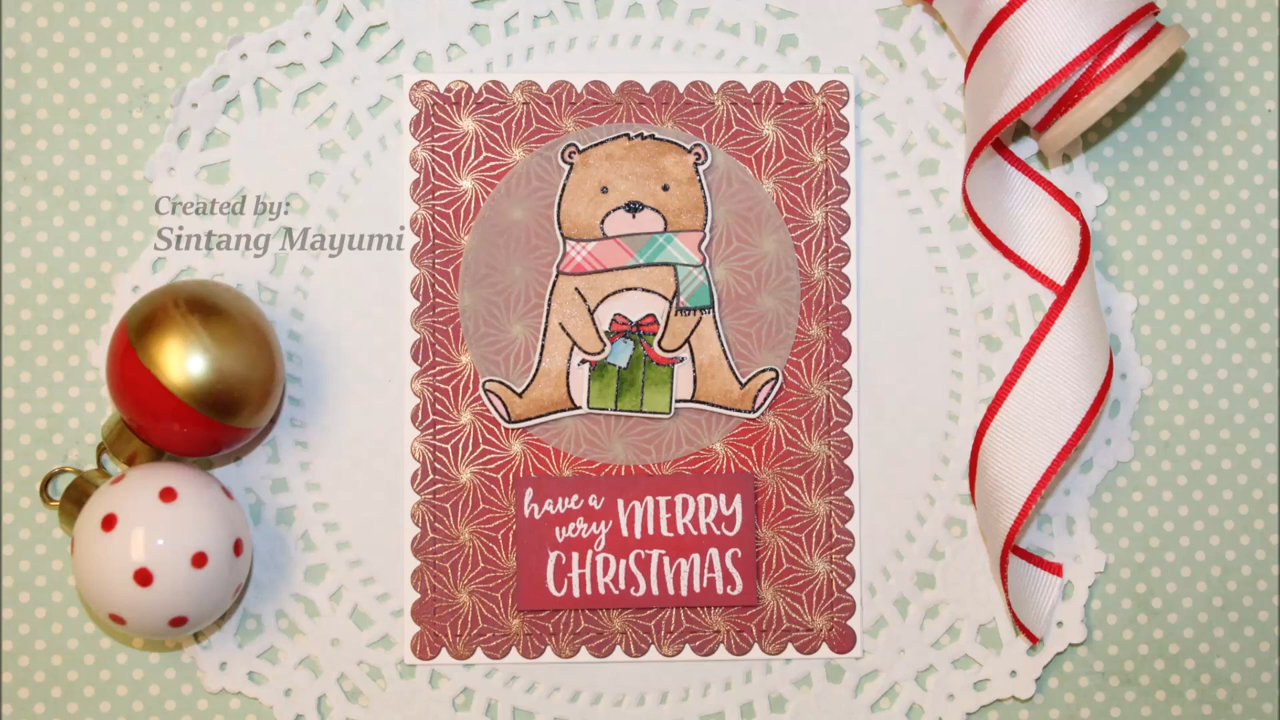 Created by:
Sintang Mayumi
have a
very MERRY
CHRISTMAS